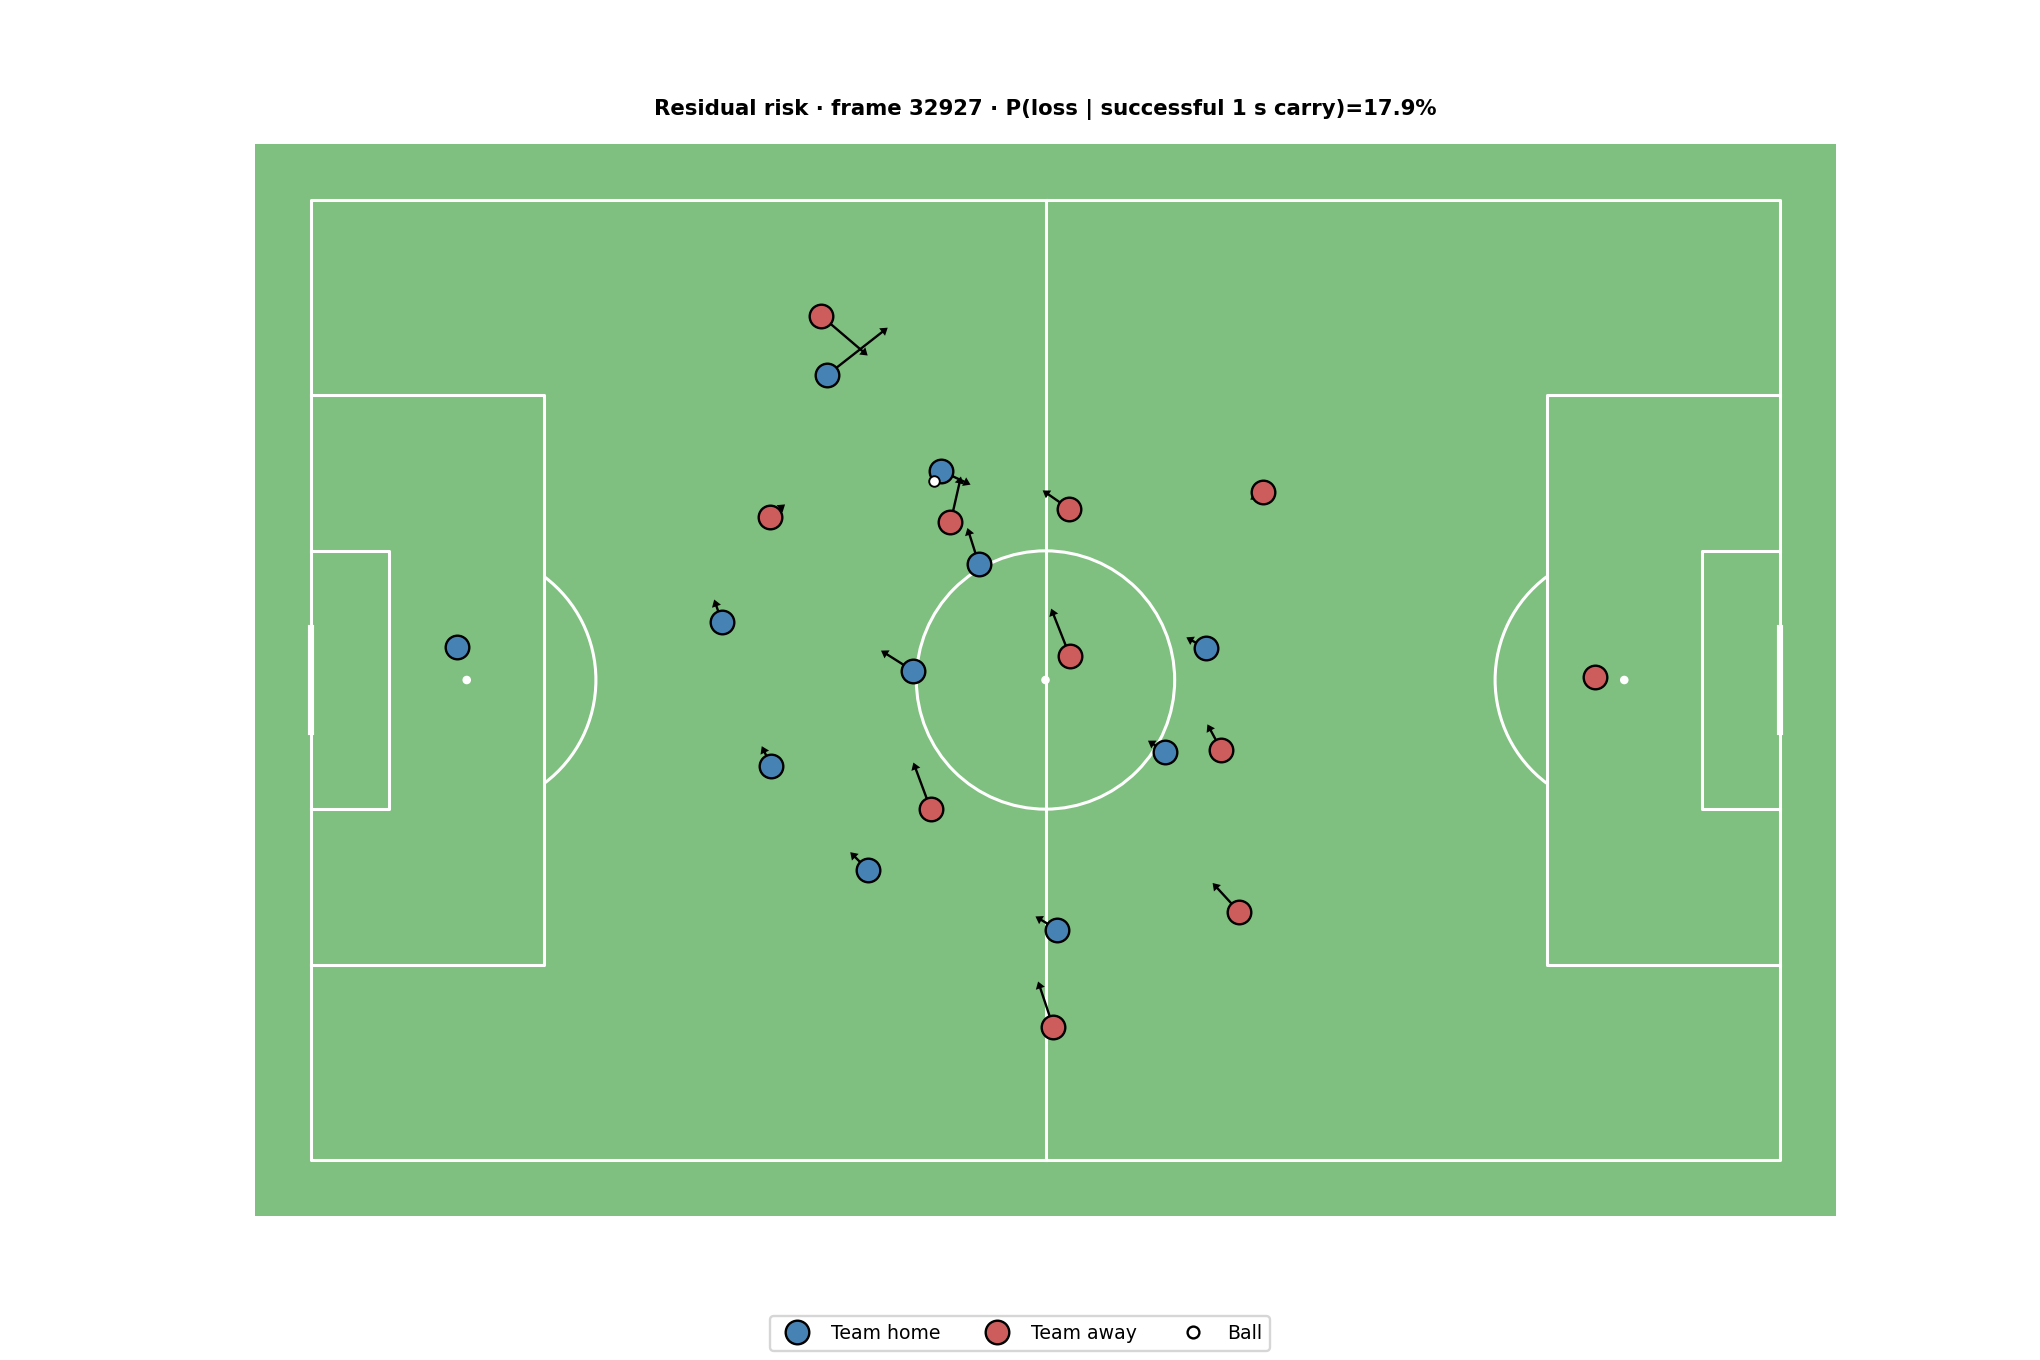 Residual risk · frame 32927 · P(loss | successful 1 s carry)=17.9%
Team home Team away Ball